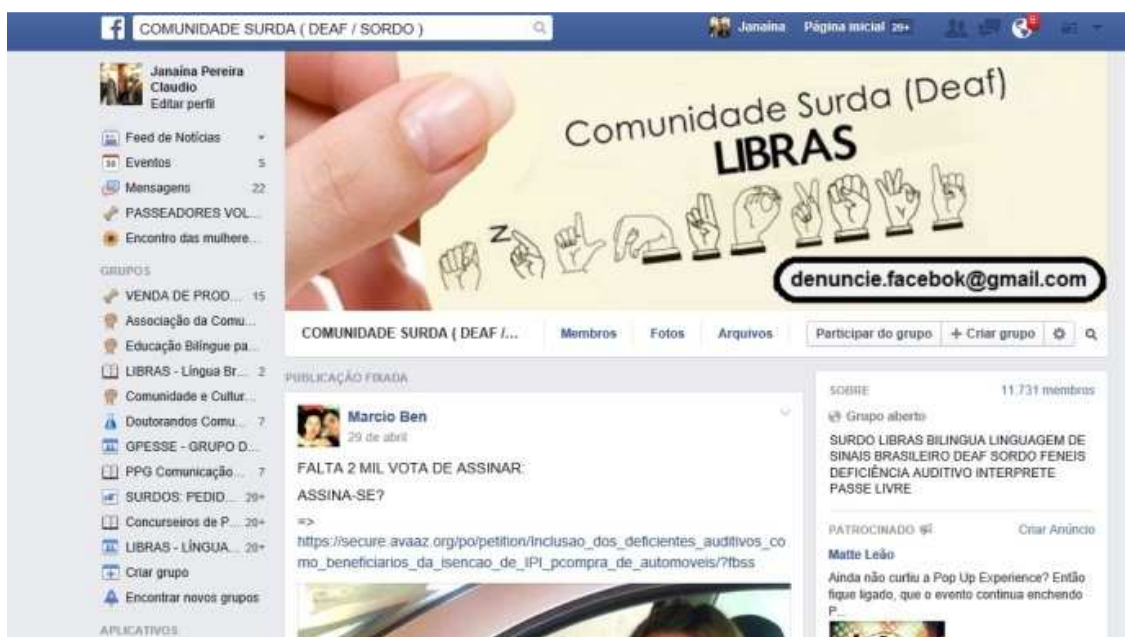 COMUNIDADE SURDA ( DEAF / SORDO )
Janaína
Página inicial 20+
Janaína Pereira
Claudio
Editar perfil
Feed de Notícias
Eventos 5
Mensagens 22
PASSEADORES VOL...
Encontro das mulhere...
GRUPOS
VENDA DE PROD... 15
Associação da Comu...
Educação Bilíngue pa...
LIBRAS - Língua Br... 2
Comunidade e Cultur...
Doutorandos Comu... 7
GPESSE - GRUPO D...
PPG Comunicação... 7
SURDOS: PEDID... 20+
Concurseiros de P... 20+
LIBRAS - LÍNGUA... 20+
Criar grupo
Encontrar novos grupos
APLICATIVOS
Comunidade Surda (Deaf)
LIBRAS
Z
denuncie.facebok@gmail.com
COMUNIDADE SURDA ( DEAF /...
Membros
Fotos
Arquivos
Participar do grupo
+ Criar grupo
PUBLICAÇÃO FIXADA
Marcio Ben
29 de abril
FALTA 2 MIL VOTA DE ASSINAR:
ASSINA-SE?
=>
https://secure.avaaz.org/po/petition/Inclusao_dos_deficientes_auditivos_co
mo_beneficiarios_da_isencao_de_IPI_pcompra_de_automoveis/?fbss
SOBRE 11.731 membros
Grupo aberto
SURDO LIBRAS BILINGUA LINGUAGEM DE
SINAIS BRASILEIRO DEAF SORDO FENEIS
DEFICIÊNCIA AUDITIVO INTERPRETE
PASSE LIVRE
PATROCINADO Criar Anúncio
Matte Leão
Ainda não curtiu a Pop Up Experience? Então
fique ligado, que o evento continua enchendo
P...